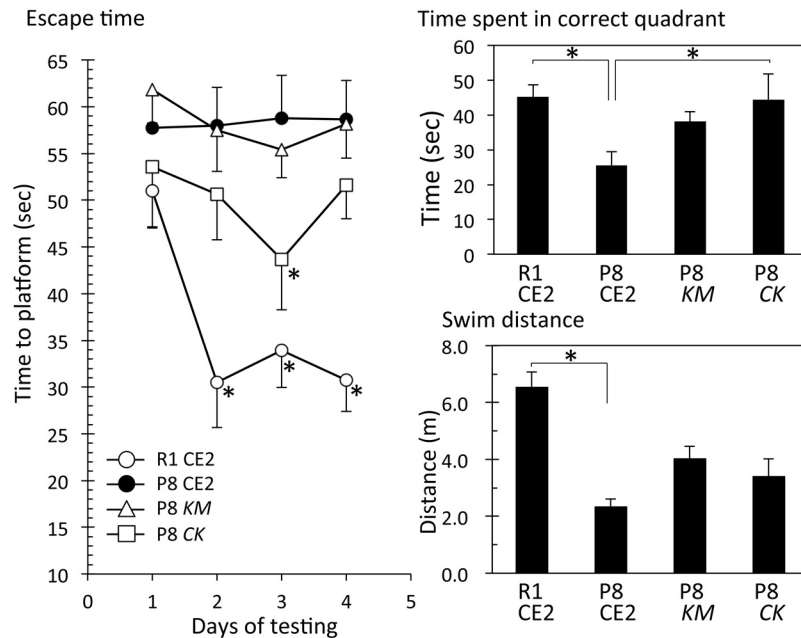 Escape time
Time to platform (sec)
65
60
55
50
45
40
35
30
25
20
15
10
*
*
*
*
R1 CE2
P8 CE2
P8 KM
P8 CK
0 1 2 3 4 5
Days of testing
Time spent in correct quadrant
Time (sec)
60
50
40
30
20
10
0
* *
R1 P8 P8 P8
CE2 CE2 KM CK
Swim distance
Distance (m)
8.0
6.0
4.0
2.0
0.0
*
R1 P8 P8 P8
CE2 CE2 KM CK